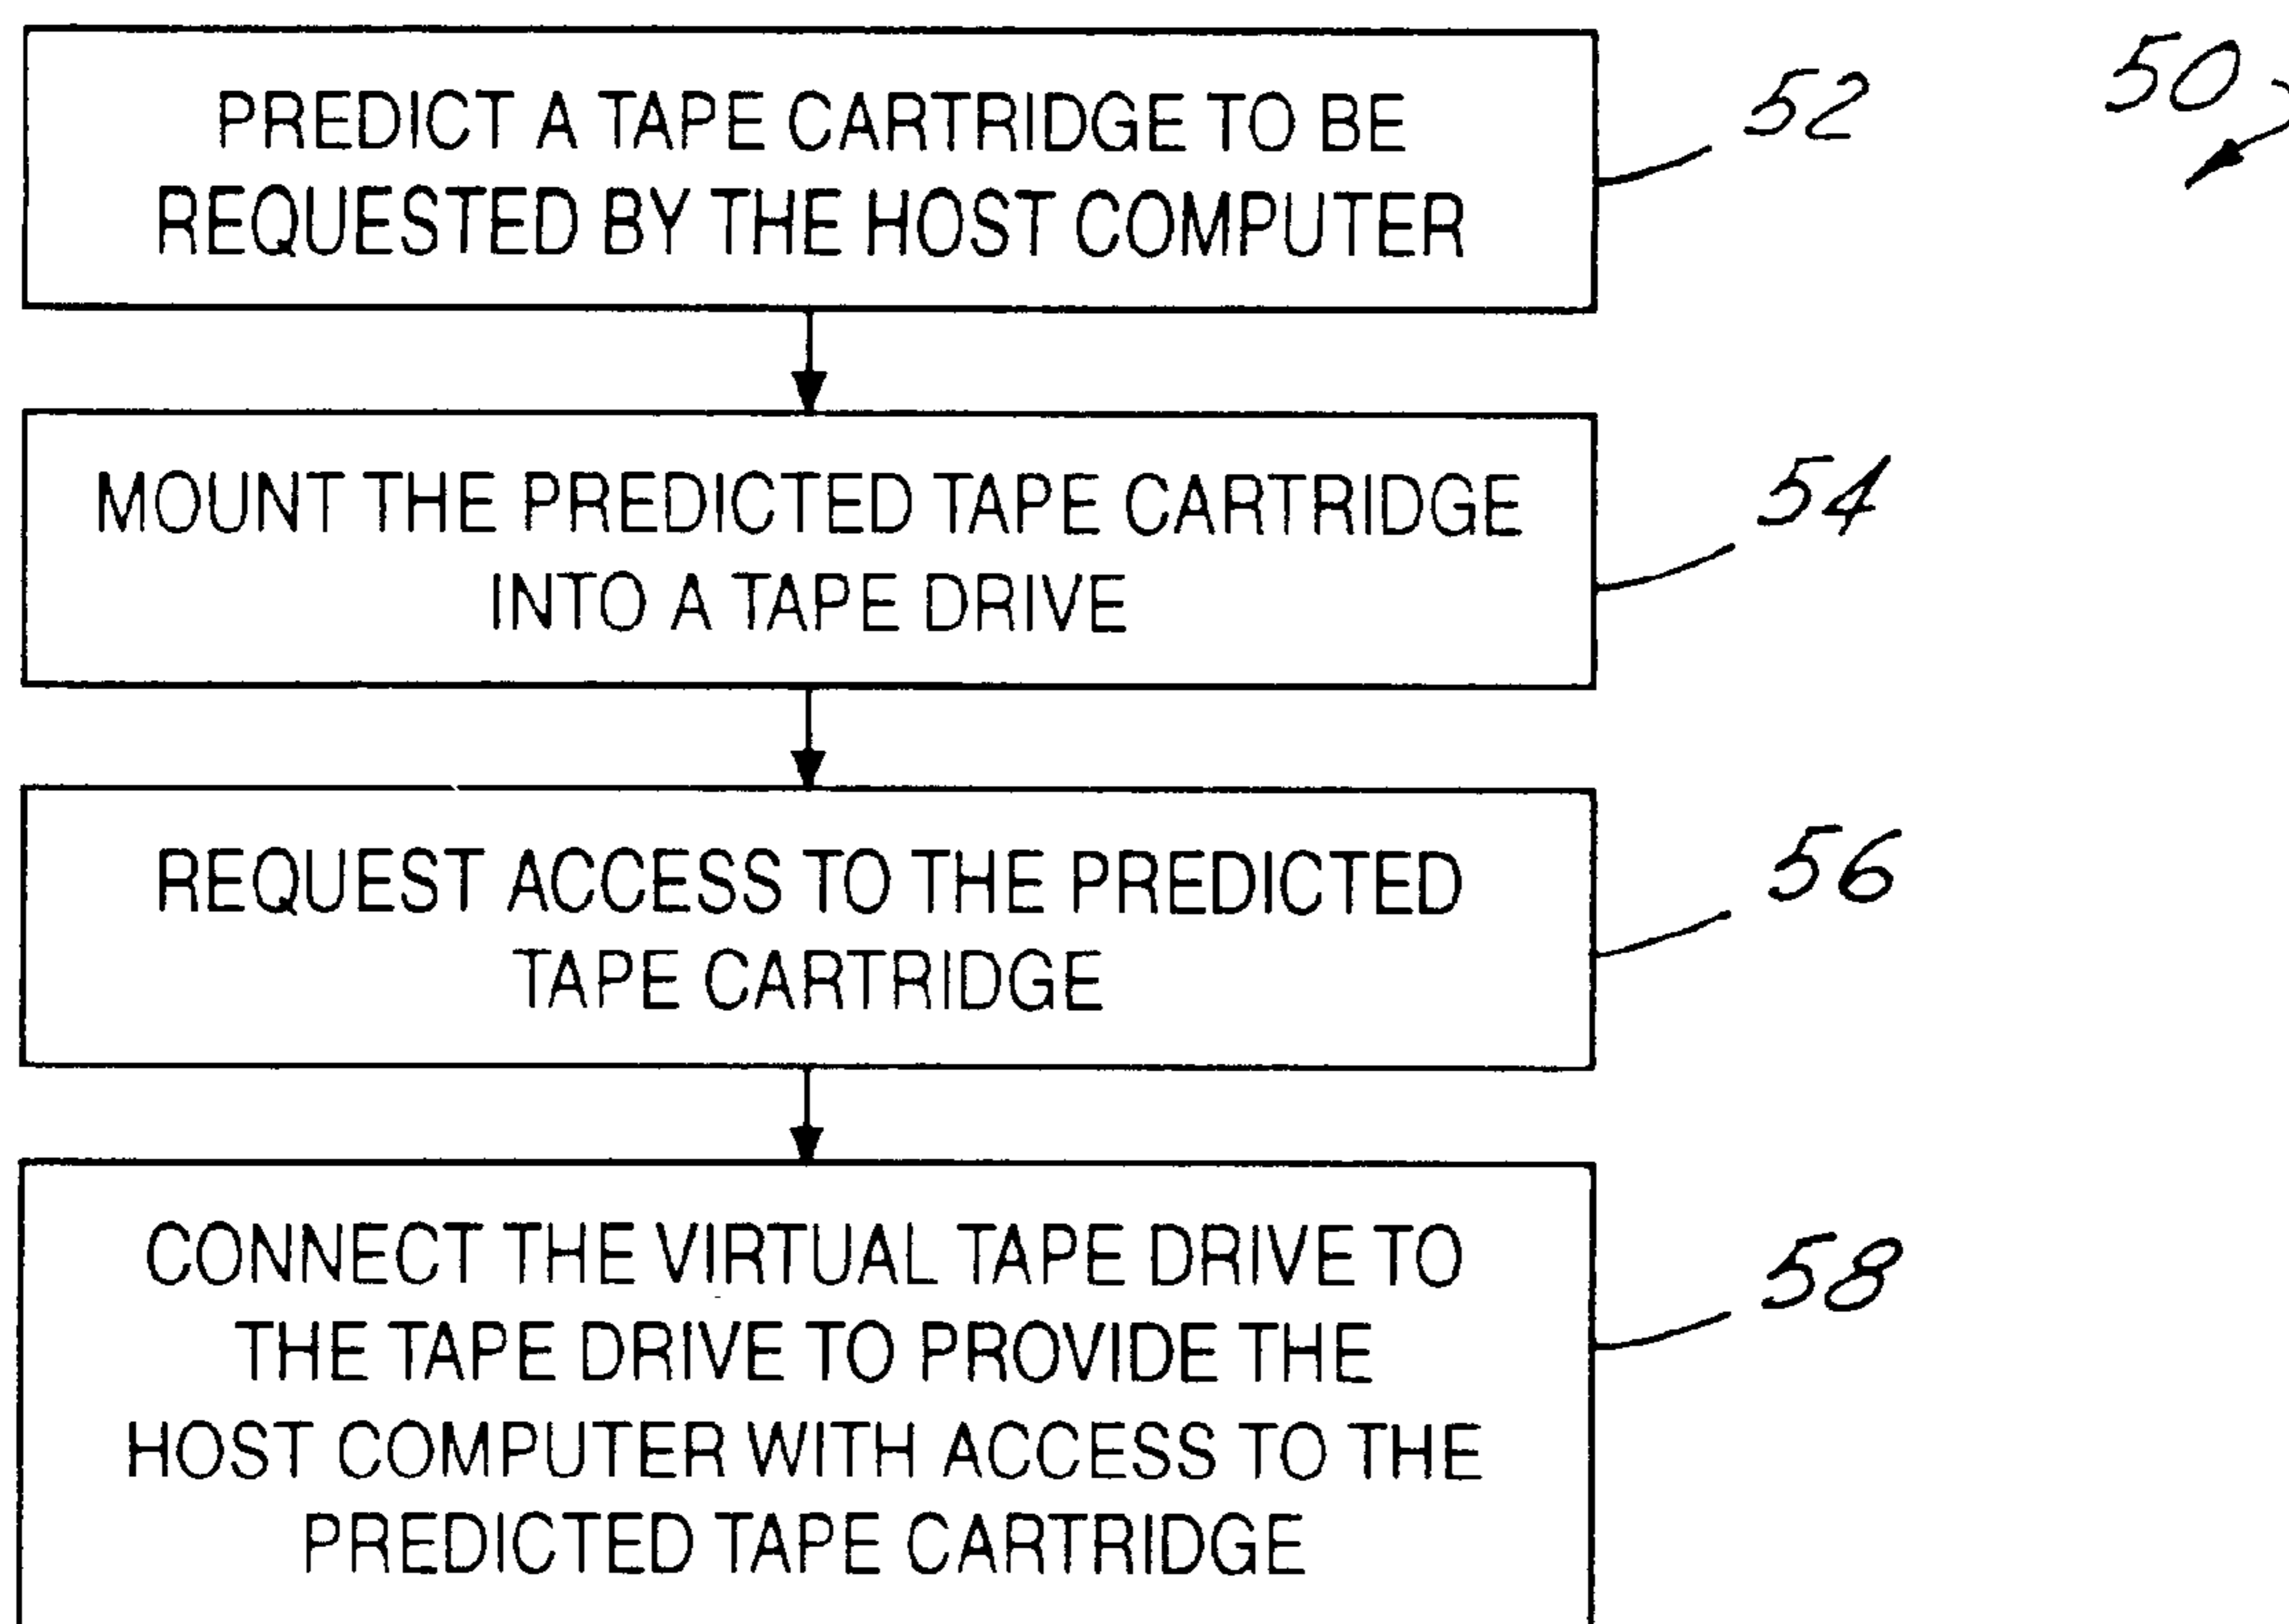 PREDICT A TAPE CARTRIDGE TO BE
REQUESTED BY THE HOST COMPUTER
52
50
MOUNT THE PREDICTED TAPE CARTRIDGE
INTO A TAPE DRIVE
54
REQUEST ACCESS TO THE PREDICTED
TAPE CARTRIDGE
56
CONNECT THE VIRTUAL TAPE DRIVE TO
THE TAPE DRIVE TO PROVIDE THE
HOST COMPUTER WITH ACCESS TO THE
PREDICTED TAPE CARTRIDGE
58